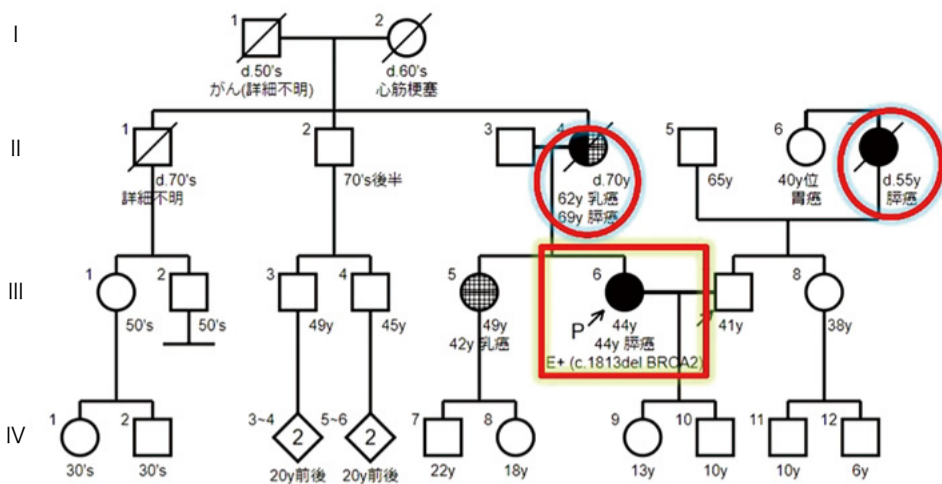 I
1
2
d.50's
がん(詳細不明)
d.60's
心筋梗塞
II
1
d.70's
詳細不明
2
70's後半
3
4
d.70y
62y 乳癌
69y 膵癌
5
65y
6
40y位
胃癌
d.55y
膵癌
III
1
50's
2
50's
3
49y
4
45y
5
49y
42y 乳癌
6
P
44y
44y 膵癌
E+ (c.1813del BRCA2)
41y
8
38y
IV
1
30's
2
30's
3~4
2
20y前後
5~6
2
20y前後
7
22y
8
18y
9
13y
10
10y
11
10y
12
6y